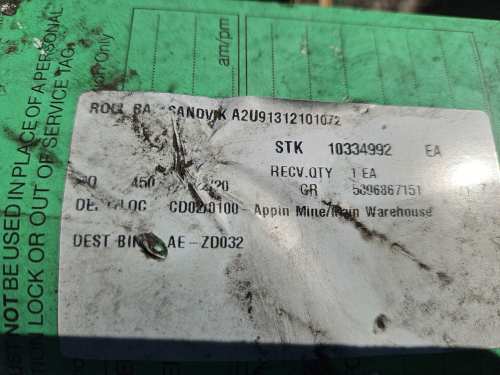 am/pm
Only
NOT BE USED IN PLACE OF A PERSONAL
LOCK OR OUT OF SERVICE TAG.
SANDVIK A2U91312101072
STK 10334992 EA
RECV.QTY 1 EA
450
GR 5096867151
CD02/0100- Appin Mine/Main Warehouse
DEST BIN AE-ZD032